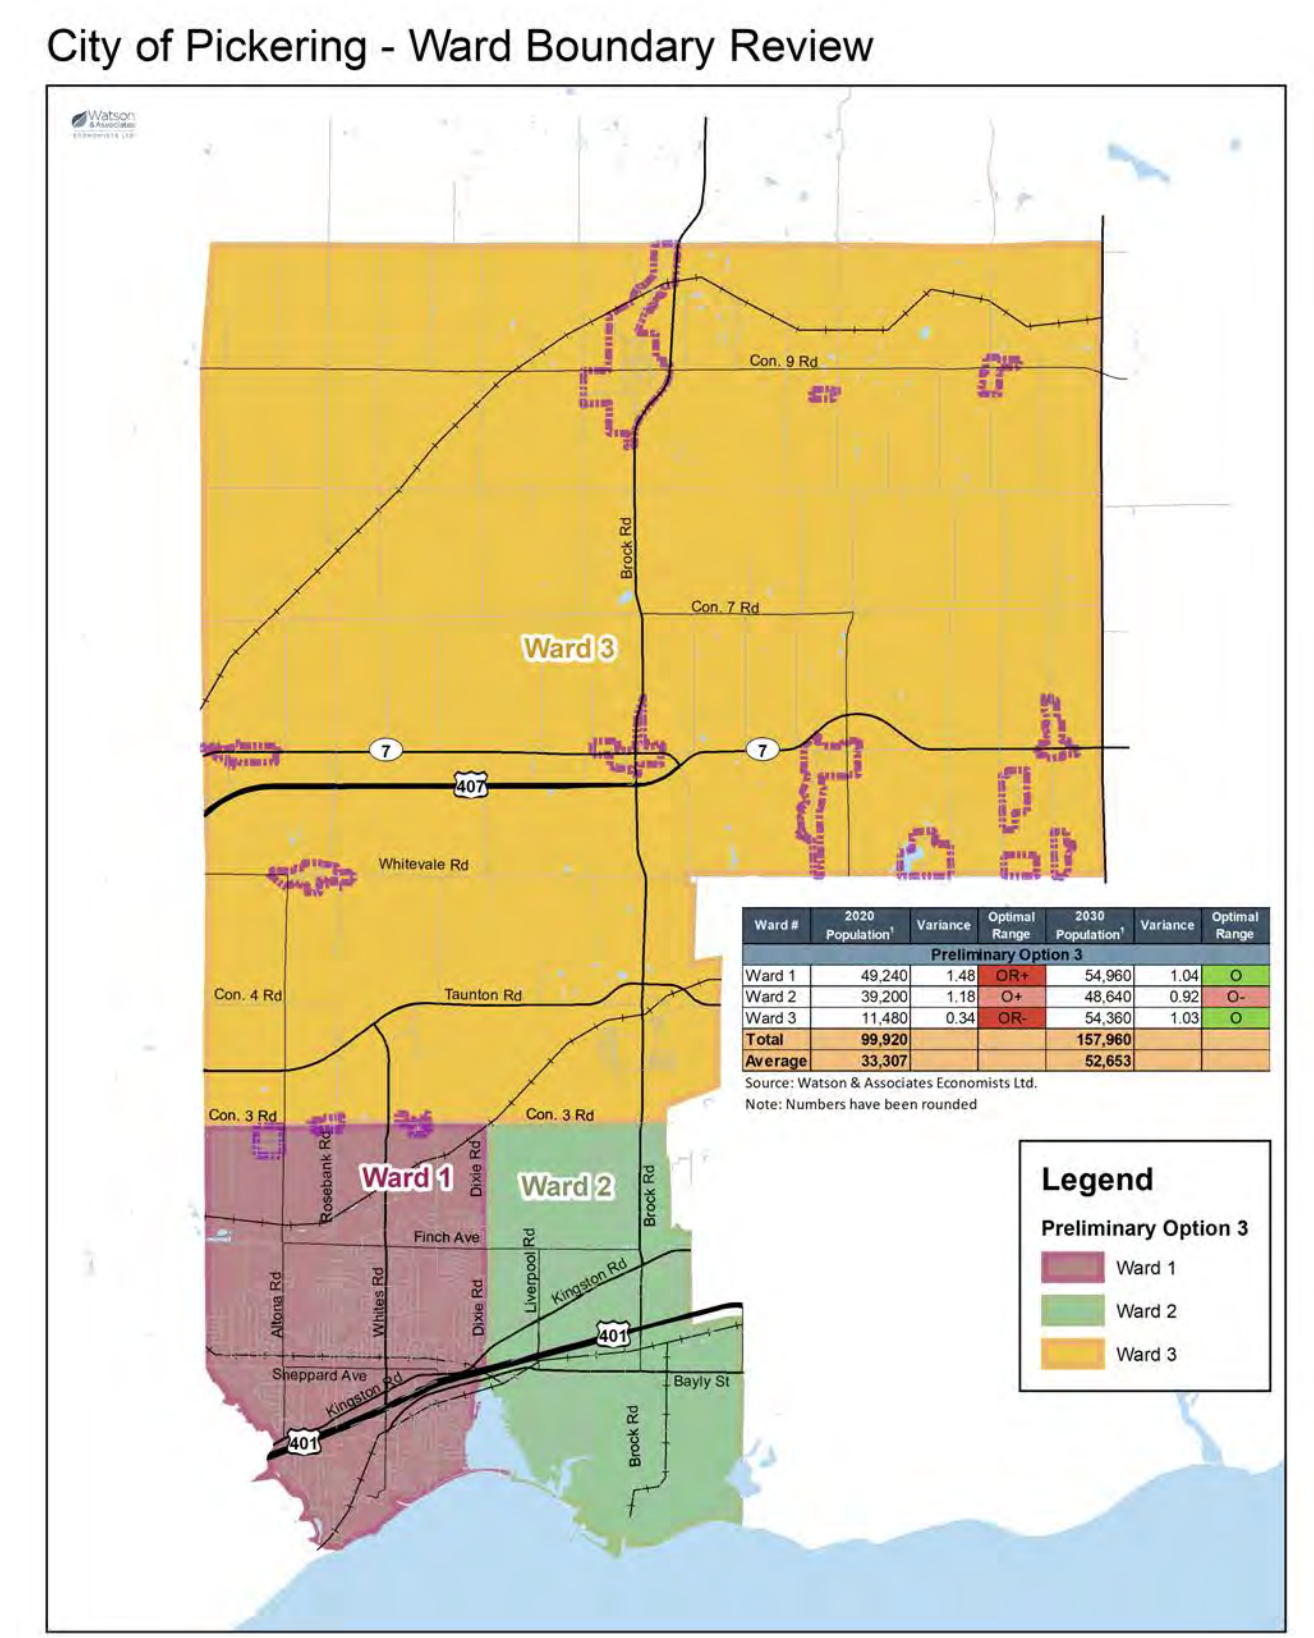 City of Pickering - Ward Boundary Review
Watson
& Associates
ECONOMISTS LTD.
Con. 9 Rd
Brock Rd
Con. 7 Rd
Ward 3
7
7
407
Whitevale Rd
Con. 4 Rd
Taunton Rd
Con. 3 Rd
Con. 3 Rd
Rosebank Rd
Ward 1
Dixie Rd
Ward 2
Brock Rd
Finch Ave
Altona Rd
Whites Rd
Dixie Rd
Liverpool Rd
Kingston Rd
401
Sheppard Ave
Kingston Rd
Bayly St
401
Brock Rd
Ward # 2020 Population¹ Variance Optimal Range 2030 Population¹ Variance Optimal Range
Preliminary Option 3
Ward 1 49,240 1.48 OR+ 54,960 1.04 O
Ward 2 39,200 1.18 O+ 48,640 0.92 O-
Ward 3 11,480 0.34 OR- 54,360 1.03 O
Total 99,920 157,960
Average 33,307 52,653
Source: Watson & Associates Economists Ltd.
Note: Numbers have been rounded
Legend
Preliminary Option 3
Ward 1
Ward 2
Ward 3